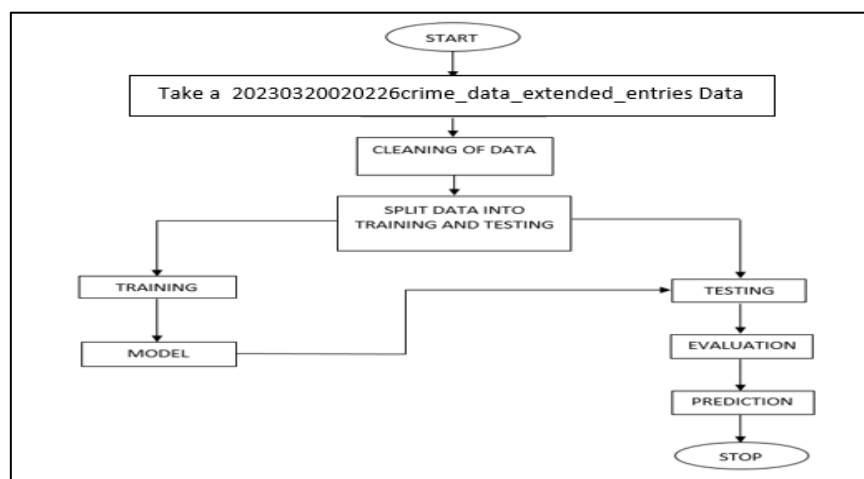 START
Take a 20230320020226crime_data_extended_entries Data
CLEANING OF DATA
SPLIT DATA INTO
TRAINING AND TESTING
TRAINING
MODEL
TESTING
EVALUATION
PREDICTION
STOP